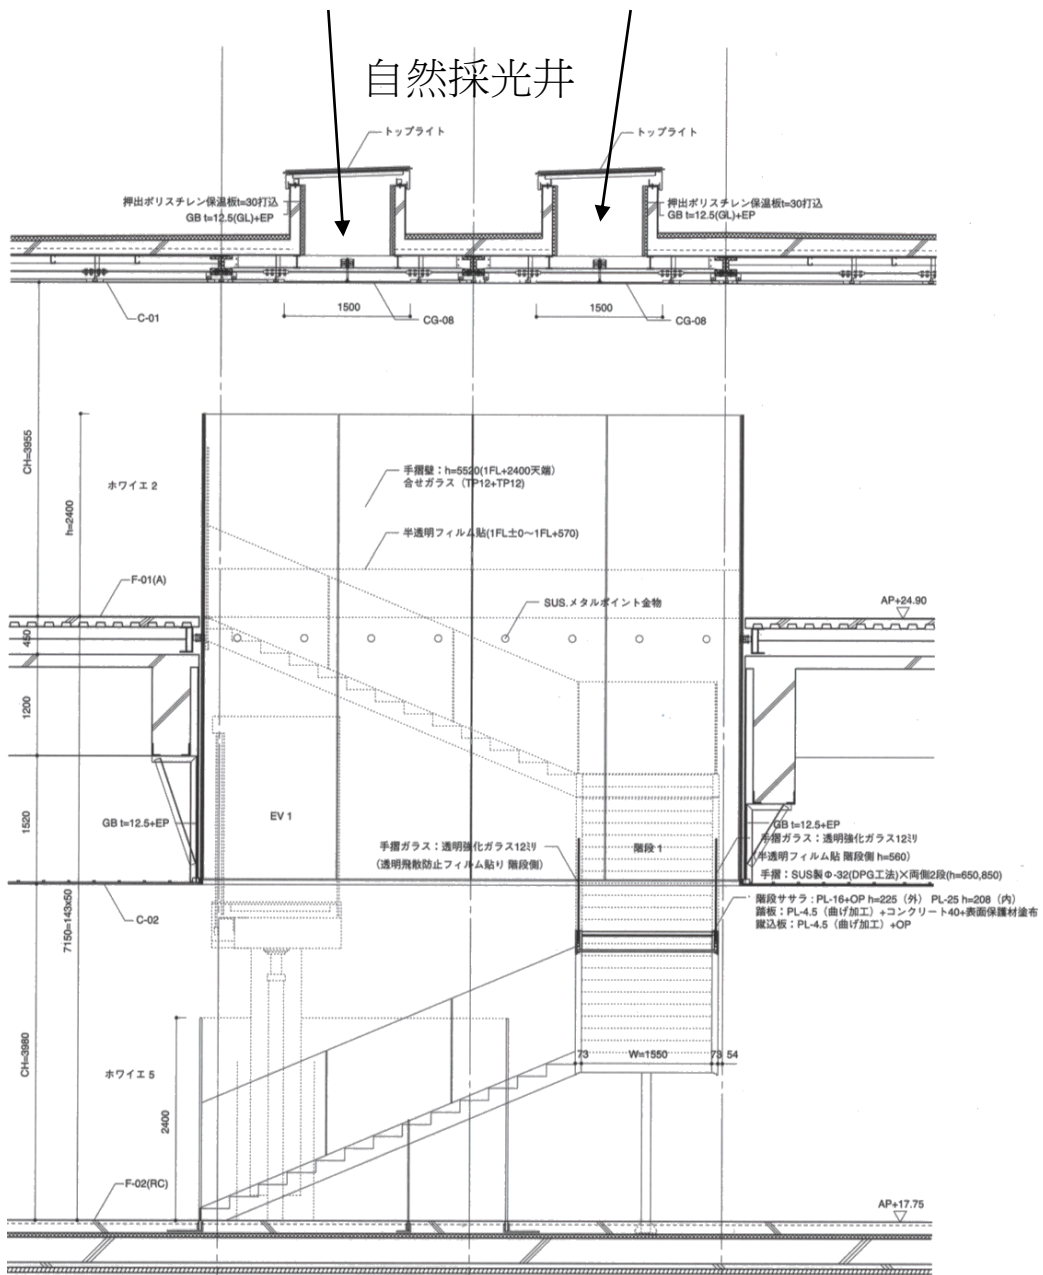 自然採光井
トップライト
トップライト
押出ポリスチレン保温板t=30打込
GB t=12.5(GL)+EP
押出ポリスチレン保温板t=30打込
GB t=12.5(GL)+EP
1500
1500
C-01
CG-08
CG-08
CH=3955
h=2400
ホワイエ 2
手摺壁：h=5520(1FL+2400天端)
合せガラス（TP12+TP12)
半透明フィルム貼(1FL±0〜1FL+570)
F-01(A)
SUS.メタルポイント金物
AP+24.90
450
1200
1520
EV 1
GB t=12.5+EP
GB t=12.5+EP
手摺ガラス：透明強化ガラス12ミリ
（透明飛散防止フィルム貼り 階段側）
階段 1
手摺ガラス：透明強化ガラス12ミリ
半透明フィルム貼 階段側 h=560）
手摺：SUS製Φ-32(DPG工法)×両側2段(h=650,850)
階段ササラ：PL-16+OP h=225（外） PL-25 h=208（内）
踏板：PL-4.5（曲げ加工）+コンクリート40+表面保護材塗布
蹴込板：PL-4.5（曲げ加工）+OP
C-02
7150=143x50
CH=3980
73
W=1550
73
54
ホワイエ 5
2400
F-02(RC)
AP+17.75